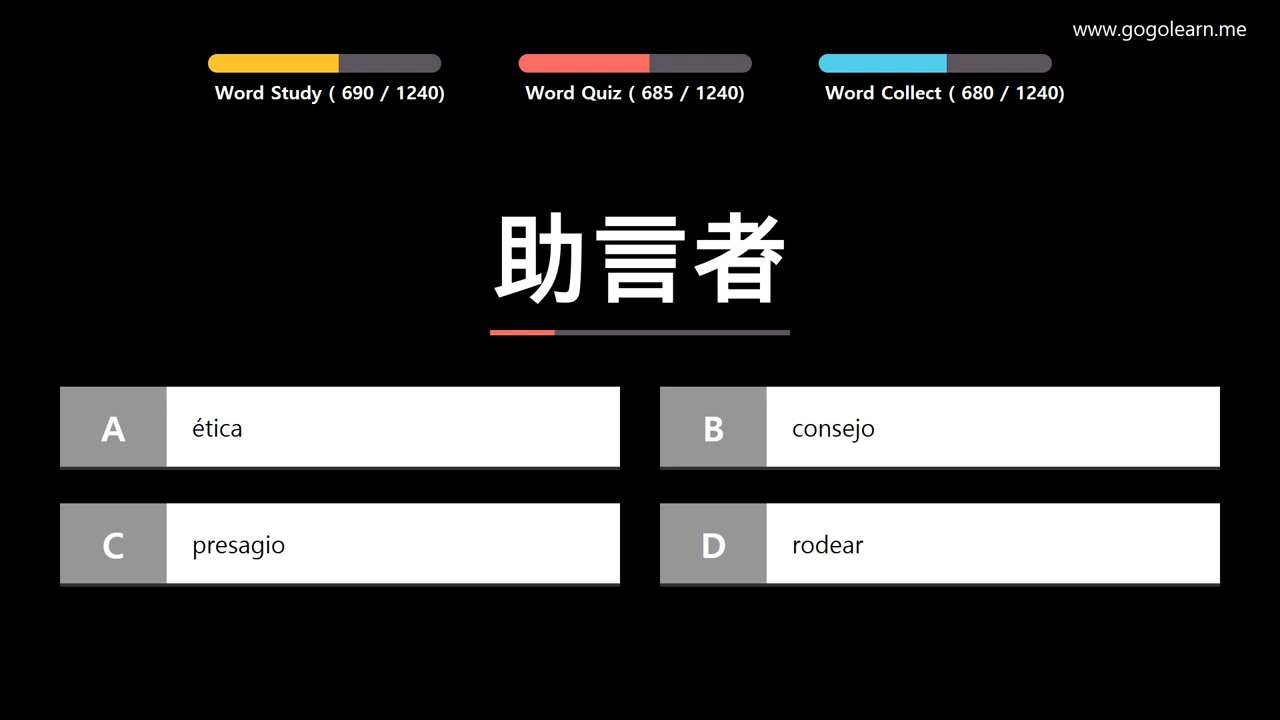 www.gogolearn.me
Word Study ( 690 / 1240)
Word Quiz ( 685 / 1240)
Word Collect ( 680 / 1240)
助言者
A ética
B consejo
C presagio
D rodear